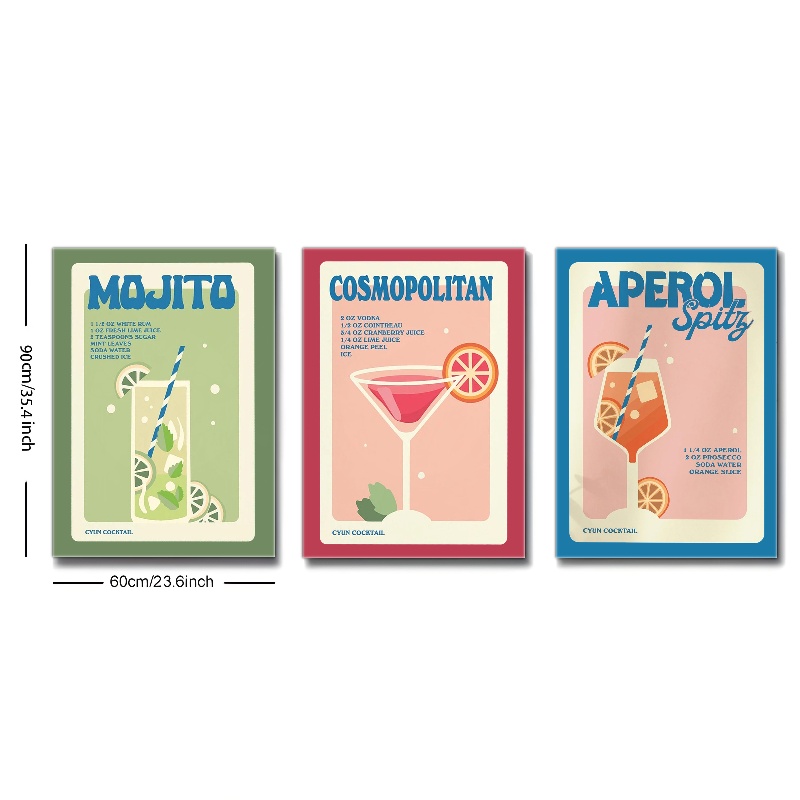 MOJITO
1 1/2 OZ WHITE RUM
1 OZ FRESH LIME JUICE
2 TEASPOONS SUGAR
MINT LEAVES
SODA WATER
CRUSHED ICE
CYUN COCKTAIL
COSMOPOLITAN
2 OZ VODKA
1/2 OZ COINTREAU
3/4 OZ CRANBERRY JUICE
1/4 OZ LIME JUICE
ORANGE PEEL
ICE
CYUN COCKTAIL
APEROL
Spitz
1 1/4 OZ APEROL
2 OZ PROSECCO
SODA WATER
ORANGE SLICE
CYUN COCKTAIL
90cm/35.4 inch
60cm/23.6inch